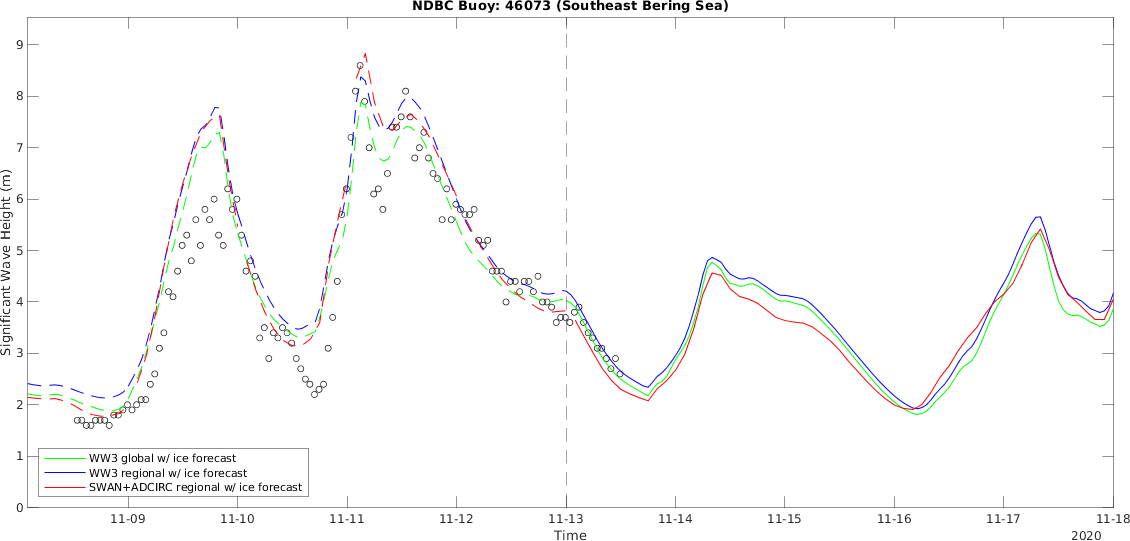 NDBC Buoy: 46073 (Southeast Bering Sea)
Significant Wave Height (m)
9
8
7
6
5
4
3
2
1
0
WW3 global w/ ice forecast
WW3 regional w/ ice forecast
SWAN+ADCIRC regional w/ ice forecast
11-09 11-10 11-11 11-12 11-13 11-14 11-15 11-16 11-17 11-18
Time
2020